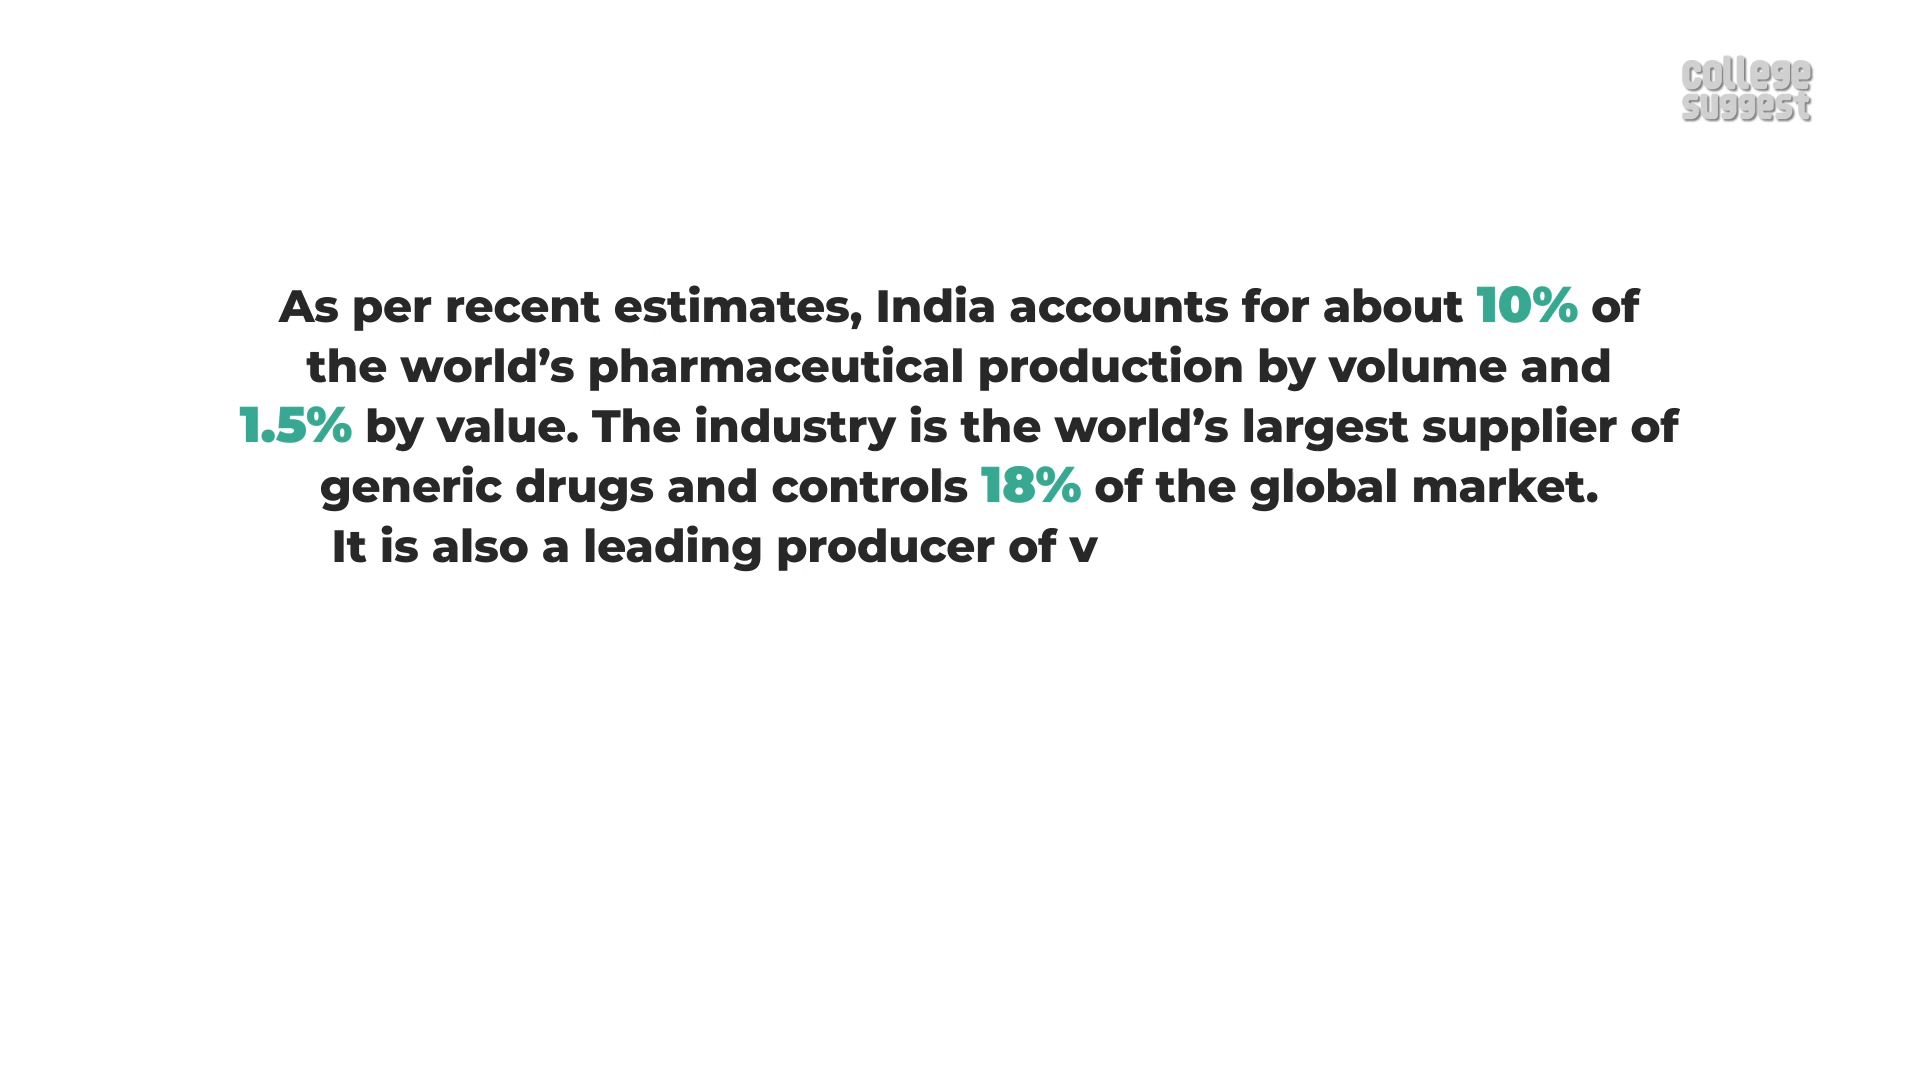 college
suggest
As per recent estimates, India accounts for about 10% of
the world’s pharmaceutical production by volume and
1.5% by value. The industry is the world’s largest supplier of
generic drugs and controls 18% of the global market.
It is also a leading producer of v